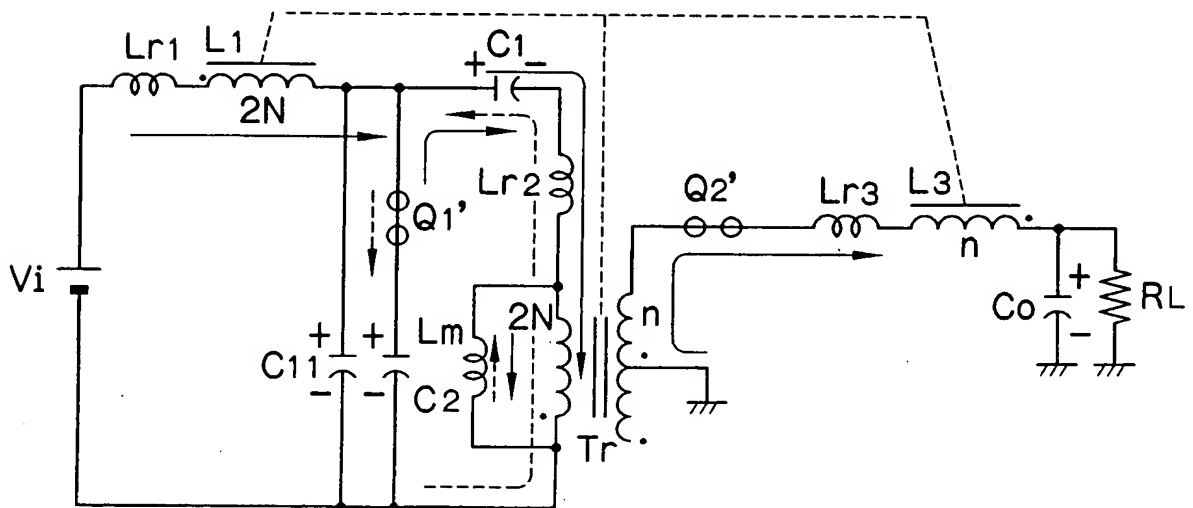 Lr1 L1 C1
+ -
2N
Lr2
Q1'
Q2' Lr3 L3
n
Vi
+ +
C11 C2
- -
Lm 2N
n
Tr
Co + RL
-